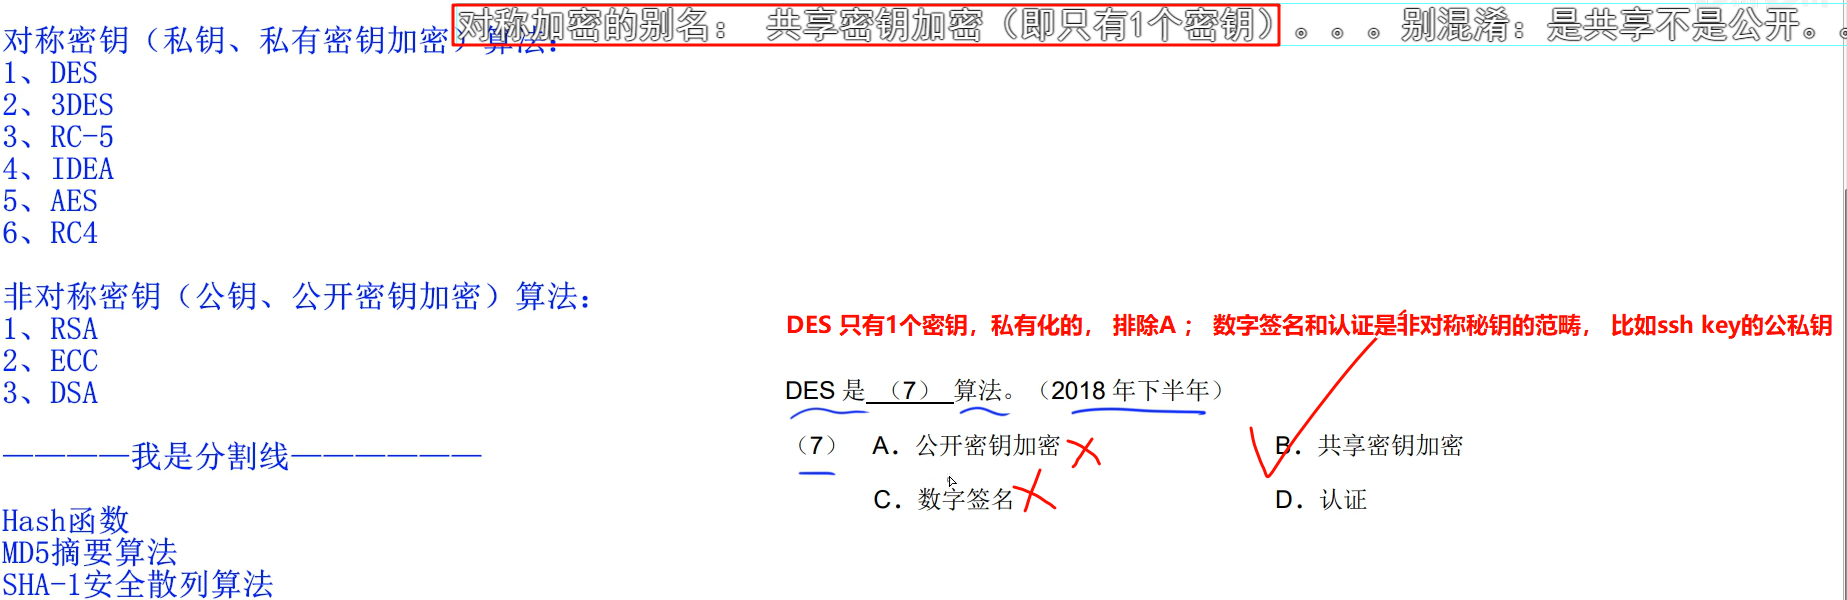 对称加密的别名： 共享密钥加密（即只有1个密钥）。。。别混淆：是共享不是公开。。
对称密钥（私钥、私有密钥加密）算法：
1、DES
2、3DES
3、RC-5
4、IDEA
5、AES
6、RC4
非对称密钥（公钥、公开密钥加密）算法：
1、RSA
2、ECC
3、DSA
————我是分割线——————
Hash函数
MD5摘要算法
SHA-1安全散列算法
DES 只有1个密钥，私有化的， 排除A ； 数字签名和认证是非对称秘钥的范畴， 比如ssh key的公私钥
DES 是 （7） 算法。（2018 年下半年）
（7） A．公开密钥加密 B．共享密钥加密
C．数字签名 D．认证